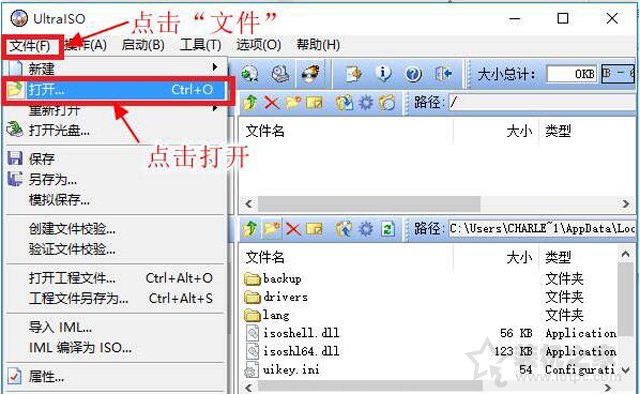 UltraISO
点击“文件”
文件(F) 操作(A) 启动(B) 工具(T) 选项(O) 帮助(H)
新建
打开... Ctrl+O
重新打开
打开光盘...
点击打开
保存
另存为...
模拟保存...
创建文件校验...
验证文件校验...
打开工程文件... Ctrl+Alt+O
工程文件另存为... Ctrl+Alt+S
导入 IML...
IML 编译为 ISO...
属性...
大小总计: 0KB
路径: /
文件名 大小 类型
路径: C:\Users\CHARLE~1\AppData\Loc
文件名 大小 类型
backup 文件夹
drivers 文件夹
lang 文件夹
isoshell.dll 56 KB Application
isoshl64.dll 123 KB Application
uikey.ini 54 Configurati